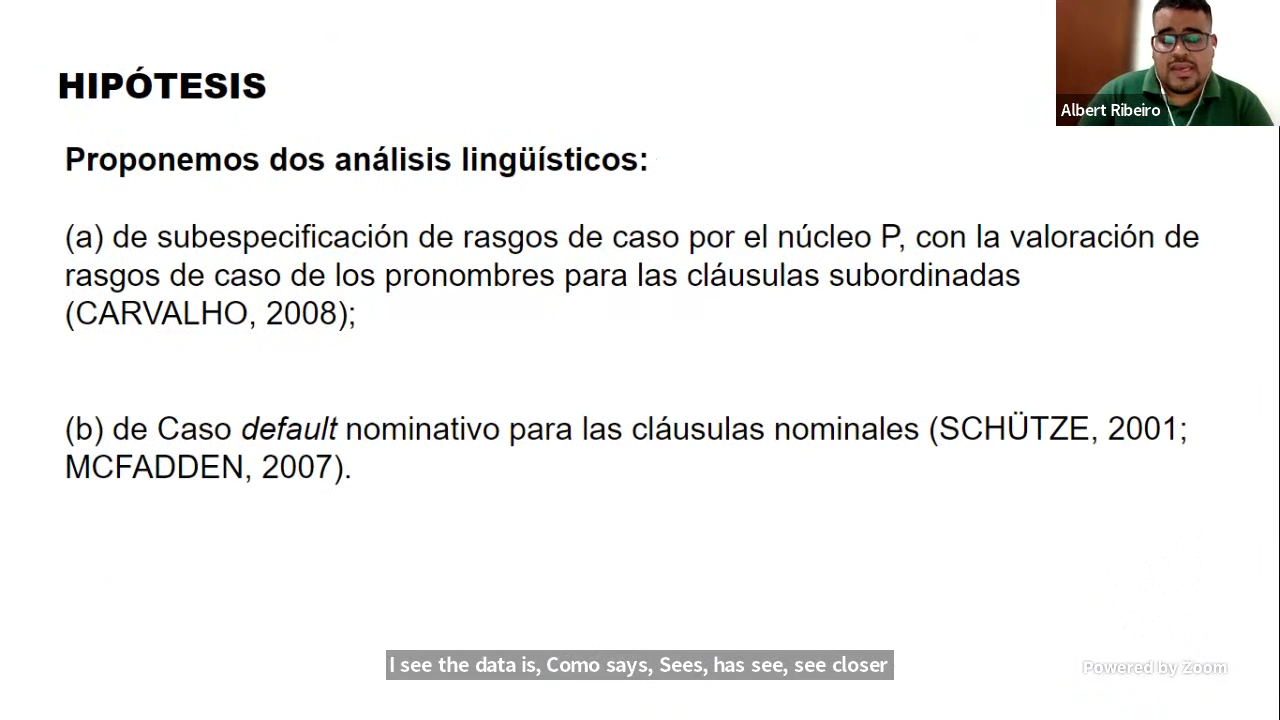 HIPÓTESIS
Albert Ribeiro
Proponemos dos análisis lingüísticos:
(a) de subespecificación de rasgos de caso por el núcleo P, con la valoración de
rasgos de caso de los pronombres para las cláusulas subordinadas
(CARVALHO, 2008);
(b) de Caso default nominativo para las cláusulas nominales (SCHÜTZE, 2001;
MCFADDEN, 2007).
I see the data is, Como says, Sees, has see, see closer
Powered by Zoom